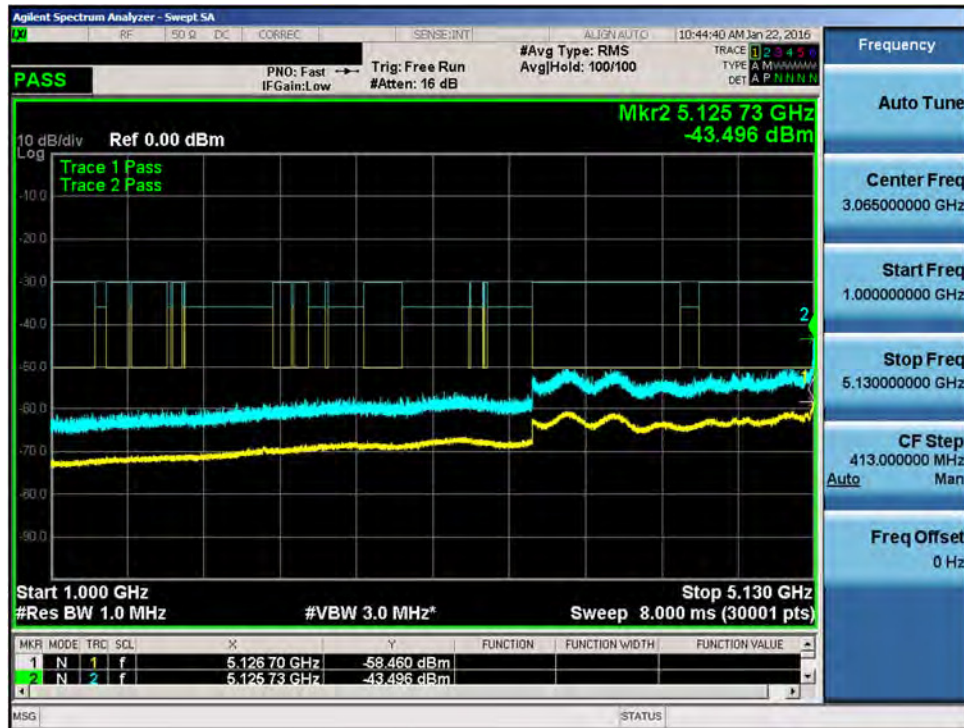 Agilent Spectrum Analyzer - Swept SA
LXI RF 50 Ω DC CORREC SENSE:INT ALIGN AUTO 10:44:40 AM Jan 22, 2016
PASS
PNO: Fast
IFGain:Low
Trig: Free Run
#Atten: 16 dB
#Avg Type: RMS
Avg|Hold: 100/100
TRACE 1 2 3 4 5 6
TYPE A M W W W W
DET A P N N N N
Mkr2 5.125 73 GHz
-43.496 dBm
10 dB/div Ref 0.00 dBm
Log
Trace 1 Pass
Trace 2 Pass
-10.0
-20.0
-30.0
-40.0
-50.0
-60.0
-70.0
-80.0
-90.0
2
1
Start 1.000 GHz Stop 5.130 GHz
#Res BW 1.0 MHz #VBW 3.0 MHz* Sweep 8.000 ms (30001 pts)
MKR MODE TRC SCL X Y FUNCTION FUNCTION WIDTH FUNCTION VALUE
1 N 1 f 5.126 70 GHz -58.460 dBm
2 N 2 f 5.125 73 GHz -43.496 dBm
MSG STATUS
Frequency
Auto Tune
Center Freq
3.065000000 GHz
Start Freq
1.000000000 GHz
Stop Freq
5.130000000 GHz
CF Step
413.000000 MHz
Auto Man
Freq Offset
0 Hz